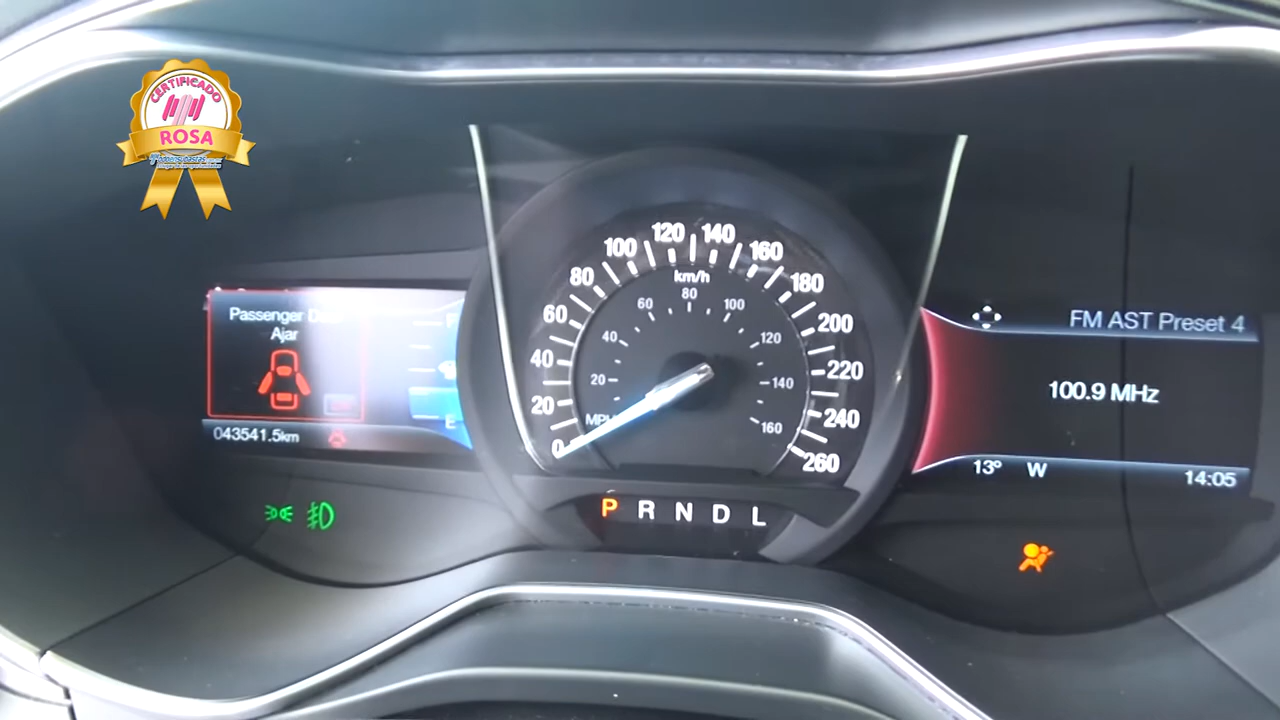 CERTIFICADO
ROSA
Passenger
Ajar
043541.5km
F
E
0
20
40
60
80
100
120
140
160
180
200
220
240
260
km/h
MPH
20
40
60
80
100
120
140
160
P R N D L
FM AST Preset 4
100.9 MHz
13° W
14:05